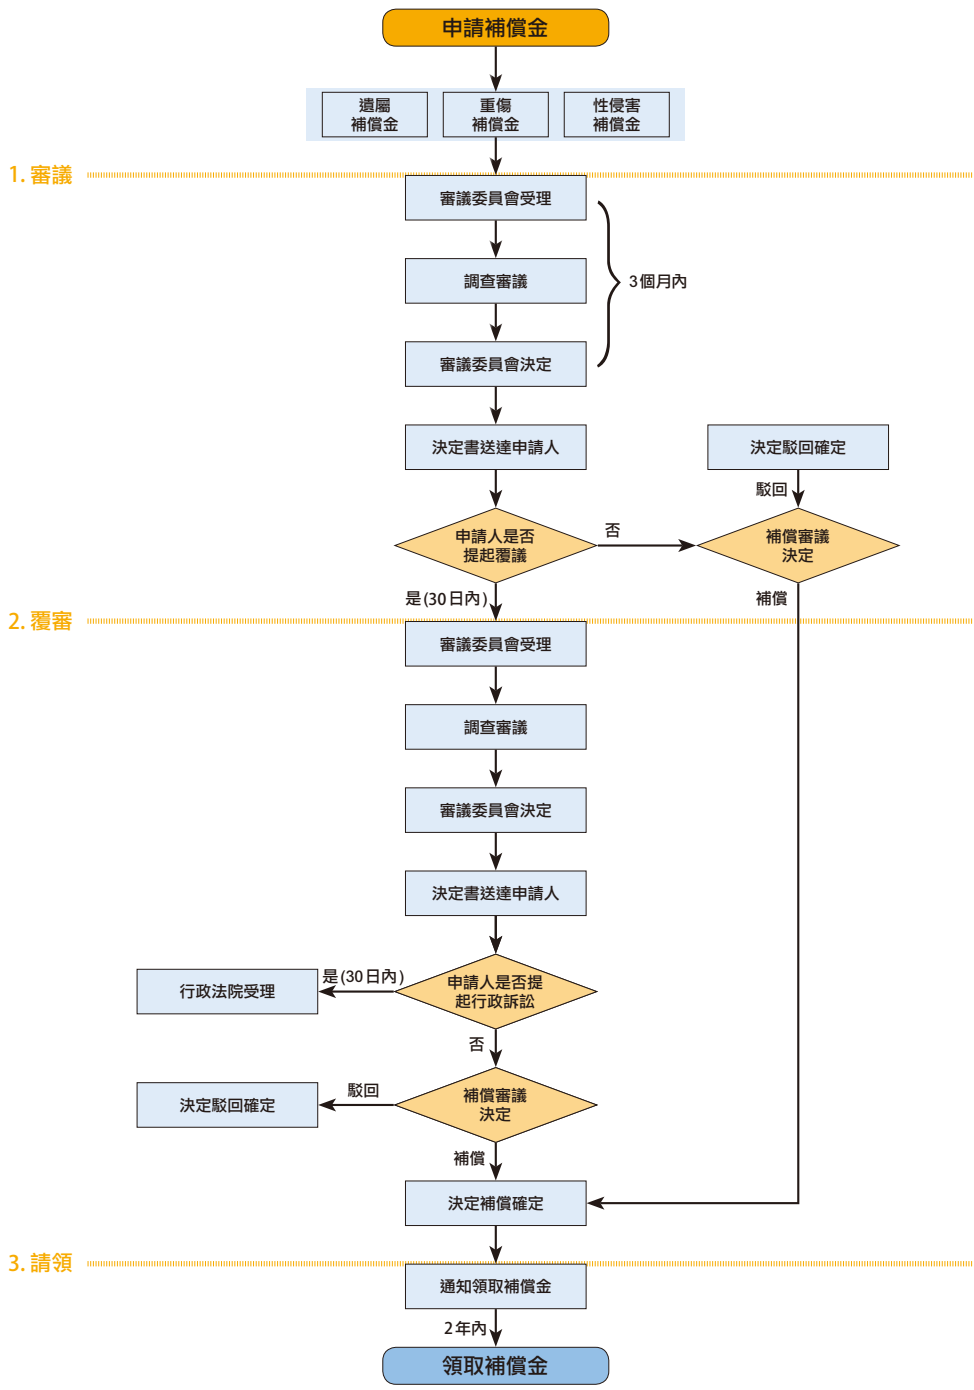 申請補償金
遺屬
補償金
重傷
補償金
性侵害
補償金
1. 審議
審議委員會受理
調查審議
3個月內
審議委員會決定
決定書送達申請人
決定駁回確定
駁回
申請人是否
提起覆議
否
補償審議
決定
是(30日內)
補償
2. 覆審
審議委員會受理
調查審議
審議委員會決定
決定書送達申請人
申請人是否提
起行政訴訟
是(30日內)
行政法院受理
否
補償審議
決定
駁回
決定駁回確定
補償
決定補償確定
3. 請領
通知領取補償金
2年內
領取補償金